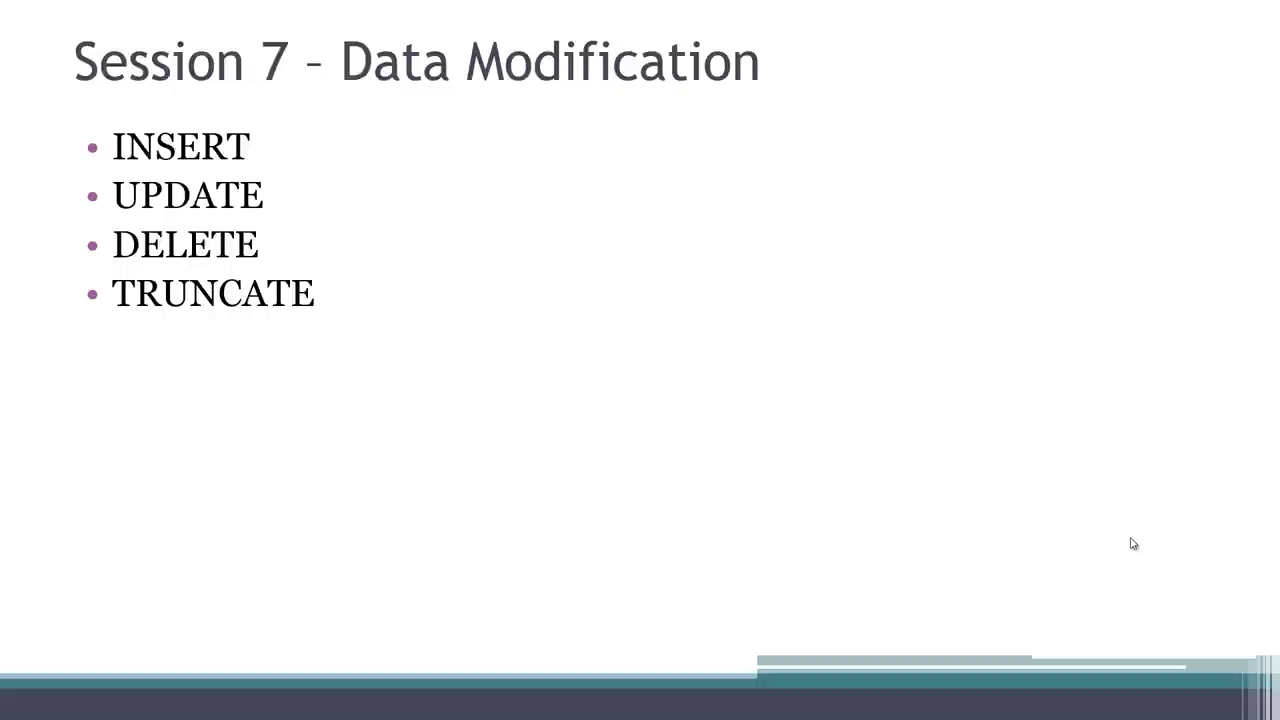 Session 7 – Data Modification
• INSERT
• UPDATE
• DELETE
• TRUNCATE